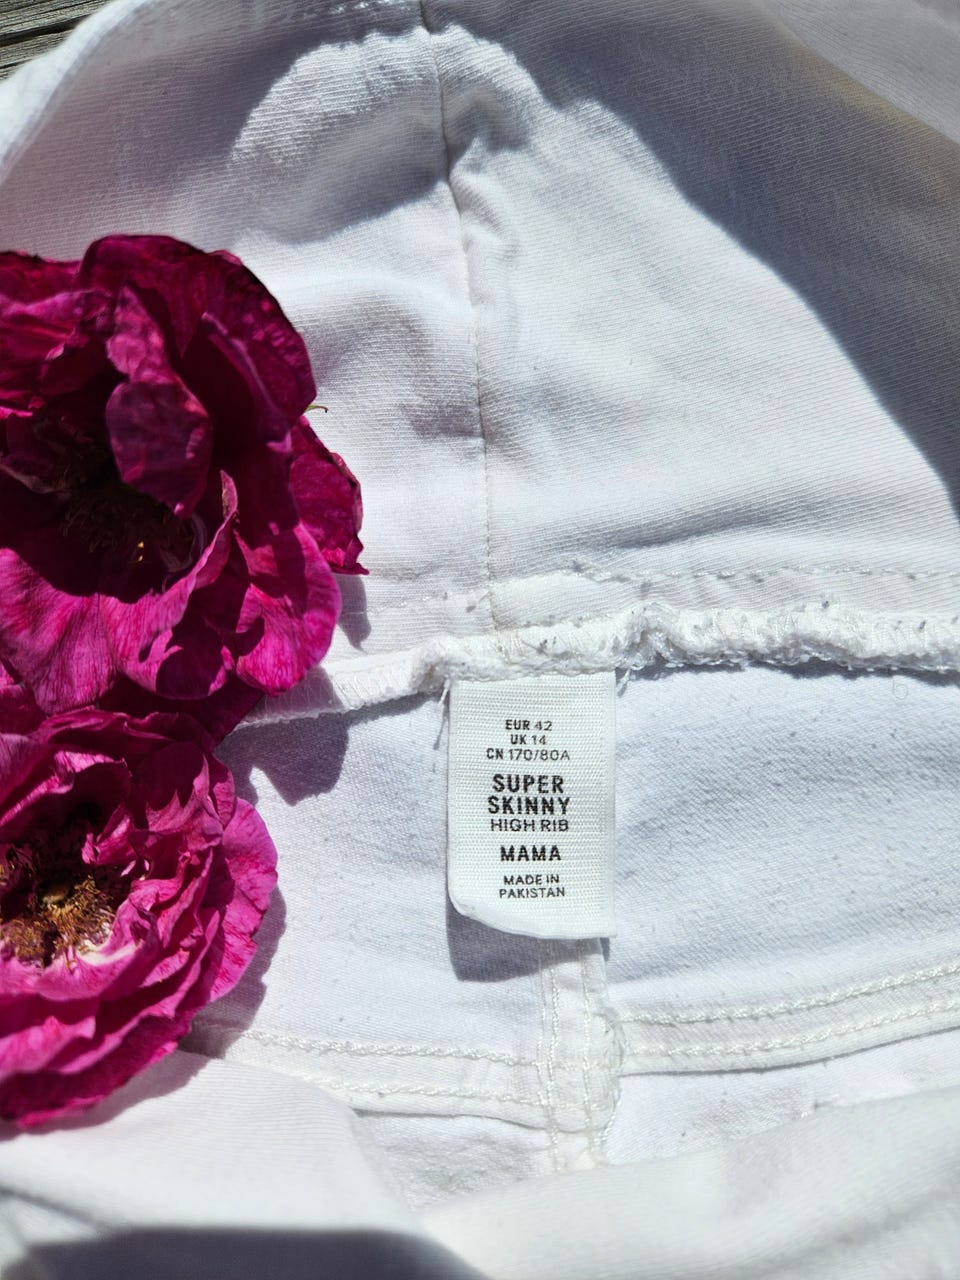 EUR 42
UK 14
CN 170/80A
SUPER
SKINNY
HIGH RIB
MAMA
MADE IN
PAKISTAN